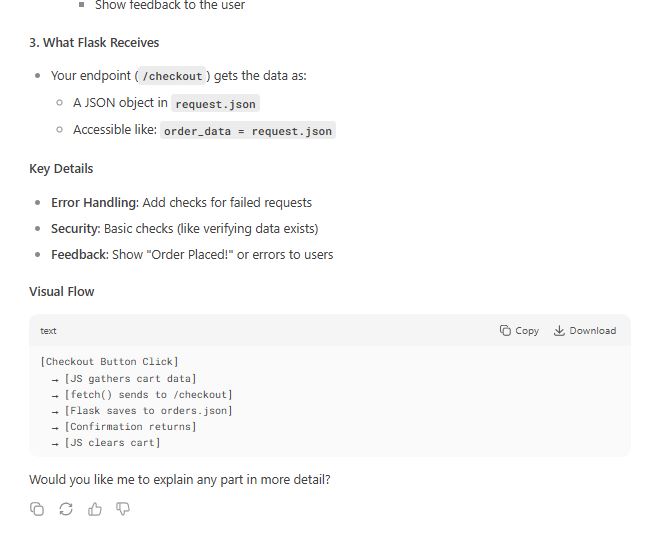 Show feedback to the user
3. What Flask Receives
Your endpoint ( /checkout ) gets the data as:
A JSON object in request.json
Accessible like: order_data = request.json
Key Details
Error Handling: Add checks for failed requests
Security: Basic checks (like verifying data exists)
Feedback: Show "Order Placed!" or errors to users
Visual Flow
text Copy Download
[Checkout Button Click]
→ [JS gathers cart data]
→ [fetch() sends to /checkout]
→ [Flask saves to orders.json]
→ [Confirmation returns]
→ [JS clears cart]
Would you like me to explain any part in more detail?